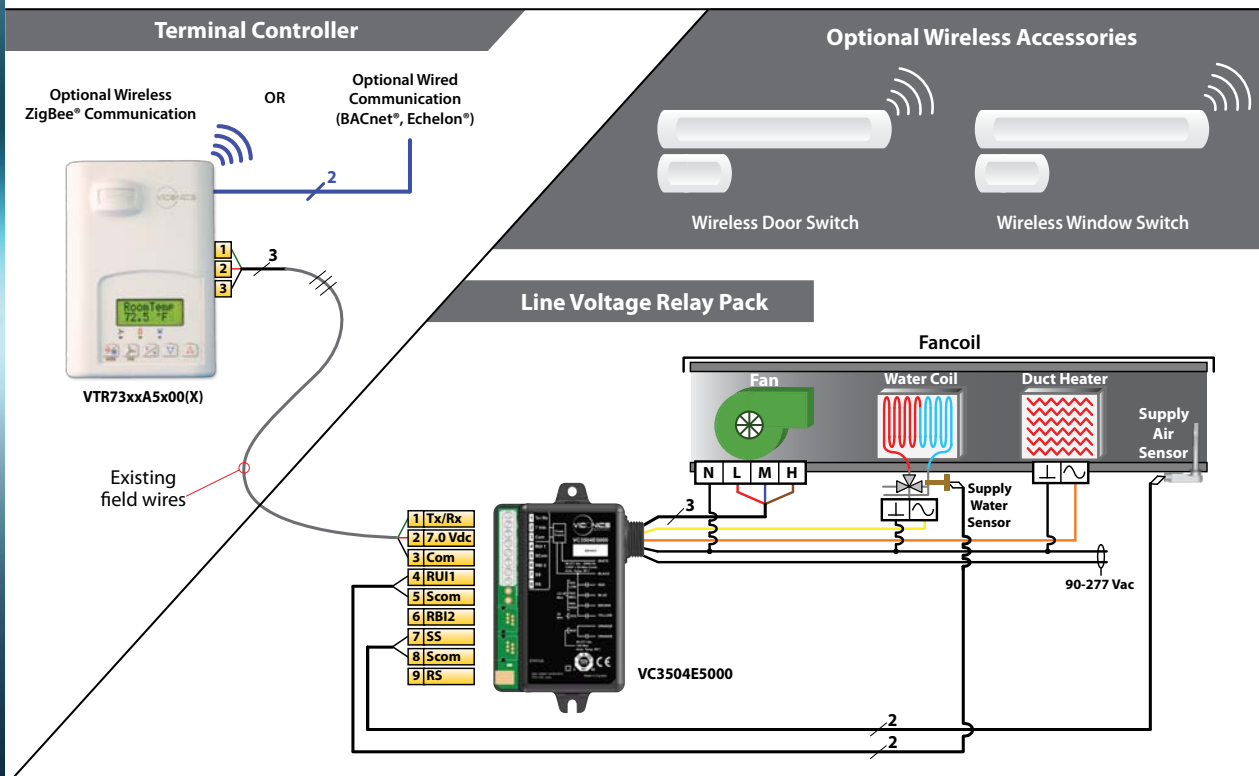 Terminal Controller
Optional Wireless Accessories
Optional Wireless
ZigBee® Communication
OR
Optional Wired
Communication
(BACnet®, Echelon®)
2
VICONICS
1
2
3
3
RoomTemp
72.5 °F
VTR73xxA5x00(X)
Wireless Door Switch
Wireless Window Switch
Line Voltage Relay Pack
Existing
field wires
Fancoil
Fan
Water Coil
Duct Heater
Supply
Air
Sensor
N L M H
Supply
Water
Sensor
3
90-277 Vac
1 Tx/Rx
2 7.0 Vdc
3 Com
4 RUI1
5 Scom
6 RBI2
7 SS
8 Scom
9 RS
VICONICS
VC3504E5000
VC3504E5000
2
2